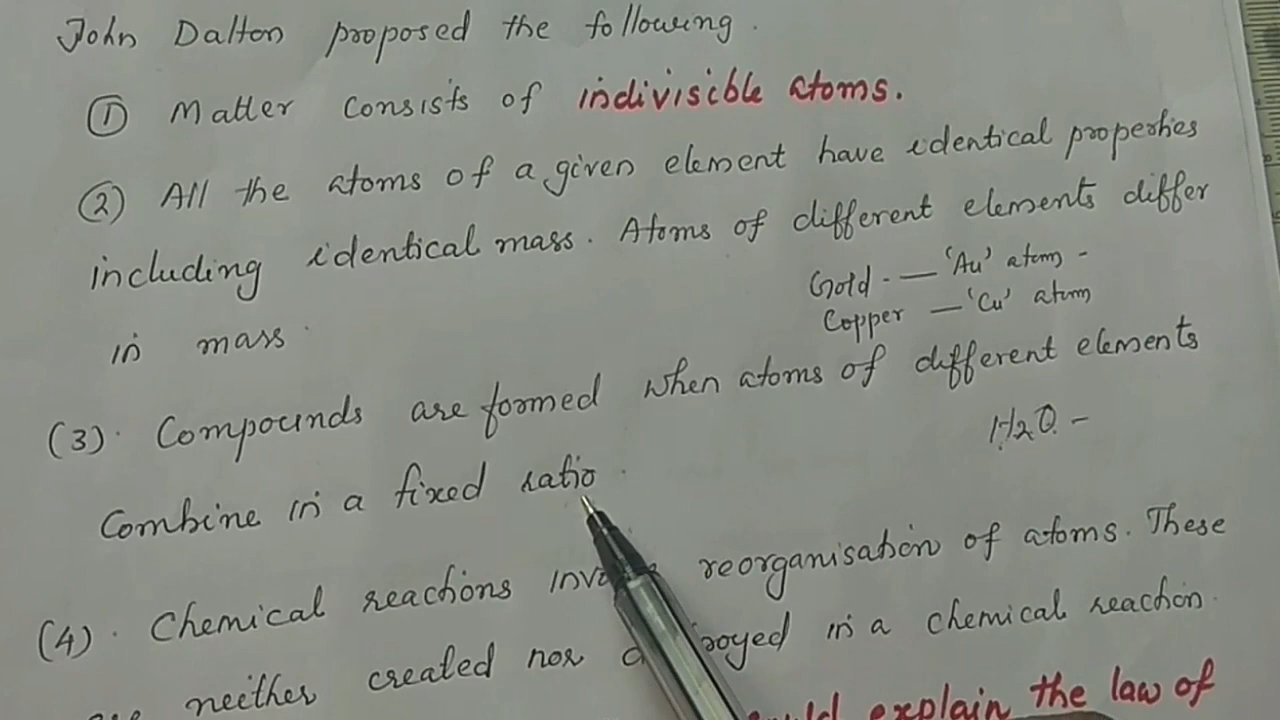 John Dalton proposed the following.
① Matter consists of indivisible atoms.
② All the atoms of a given element have identical properties
including identical mass. Atoms of different elements differ
in mass.
Gold - — 'Au' atom -
Copper — 'Cu' atom
(3). Compounds are formed when atoms of different elements
Combine in a fixed ratio.
H2O -
(4). Chemical reactions reorganisation of atoms. These
neither created nor in a chemical reaction.
explain the law of